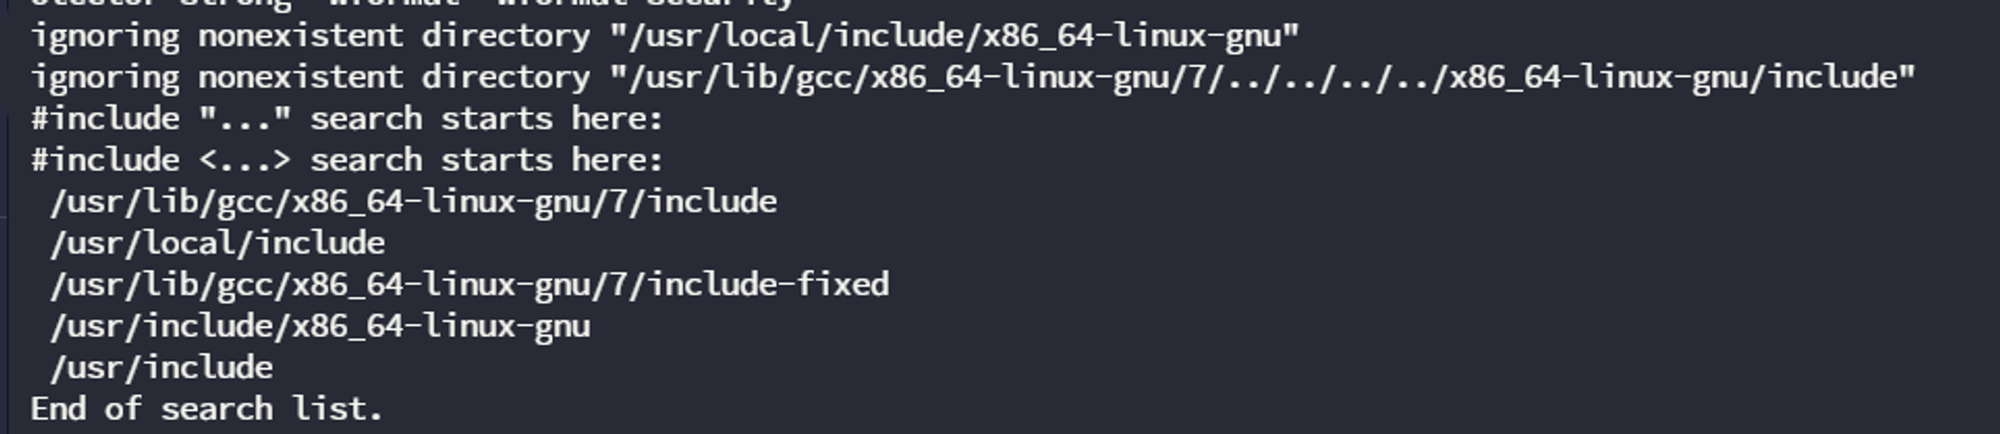 ignoring nonexistent directory "/usr/local/include/x86_64-linux-gnu"
ignoring nonexistent directory "/usr/lib/gcc/x86_64-linux-gnu/7/../../../../x86_64-linux-gnu/include"
#include "..." search starts here:
#include <...> search starts here:
 /usr/lib/gcc/x86_64-linux-gnu/7/include
 /usr/local/include
 /usr/lib/gcc/x86_64-linux-gnu/7/include-fixed
 /usr/include/x86_64-linux-gnu
 /usr/include
End of search list.